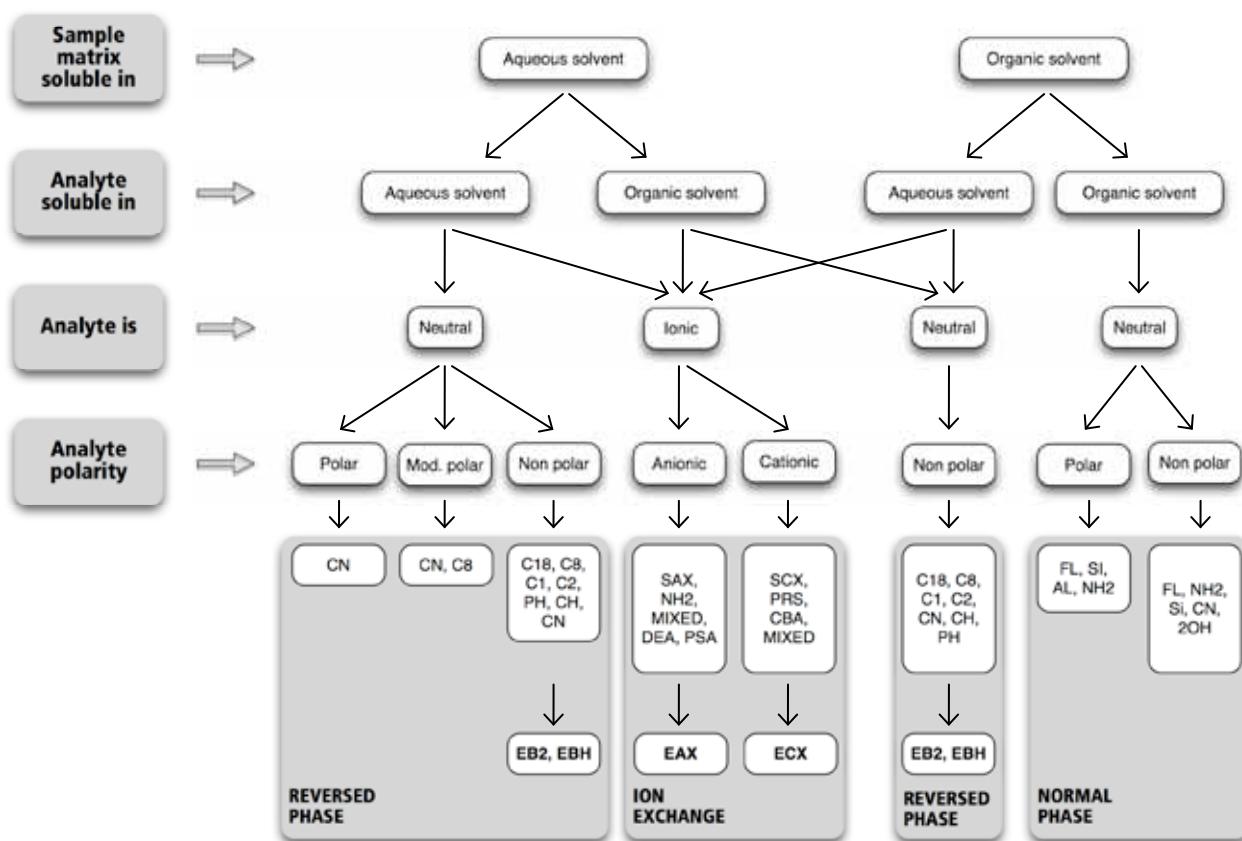 Sample
matrix
soluble in
Aqueous solvent
Organic solvent
Analyte
soluble in
Aqueous solvent
Organic solvent
Aqueous solvent
Organic solvent
Analyte is
Neutral
Ionic
Neutral
Neutral
Analyte
polarity
Polar
Mod. polar
Non polar
Anionic
Cationic
Non polar
Polar
Non polar
CN
CN, C8
C18, C8,
C1, C2,
PH, CH,
CN
SAX,
NH2,
MIXED,
DEA, PSA
SCX,
PRS,
CBA,
MIXED
C18, C8,
C1, C2,
CN, CH,
PH
FL, SI,
AL, NH2
FL, NH2,
Si, CN,
2OH
EB2, EBH
EAX
ECX
EB2, EBH
REVERSED
PHASE
ION
EXCHANGE
REVERSED
PHASE
NORMAL
PHASE